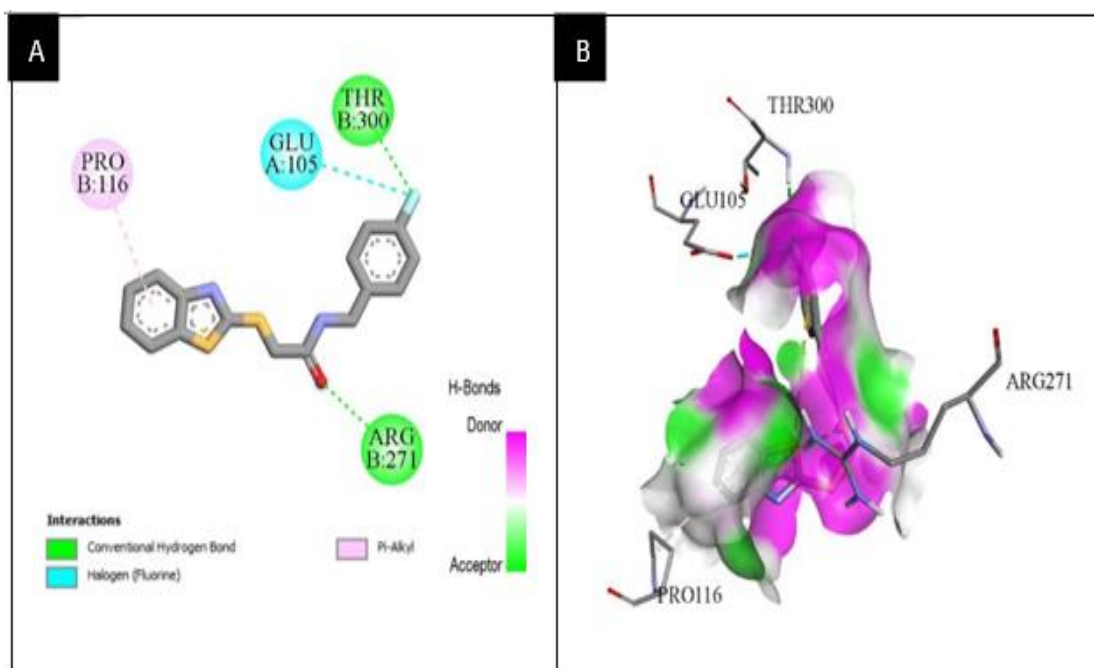 A
THR
B:300
GLU
A:105
PRO
B:116
H-Bonds
Donor
ARG
B:271
Interactions
Conventional Hydrogen Bond
Pi-Alkyl
Halogen (Fluorine)
Acceptor
B
THR300
GLU105
ARG271
PRO116